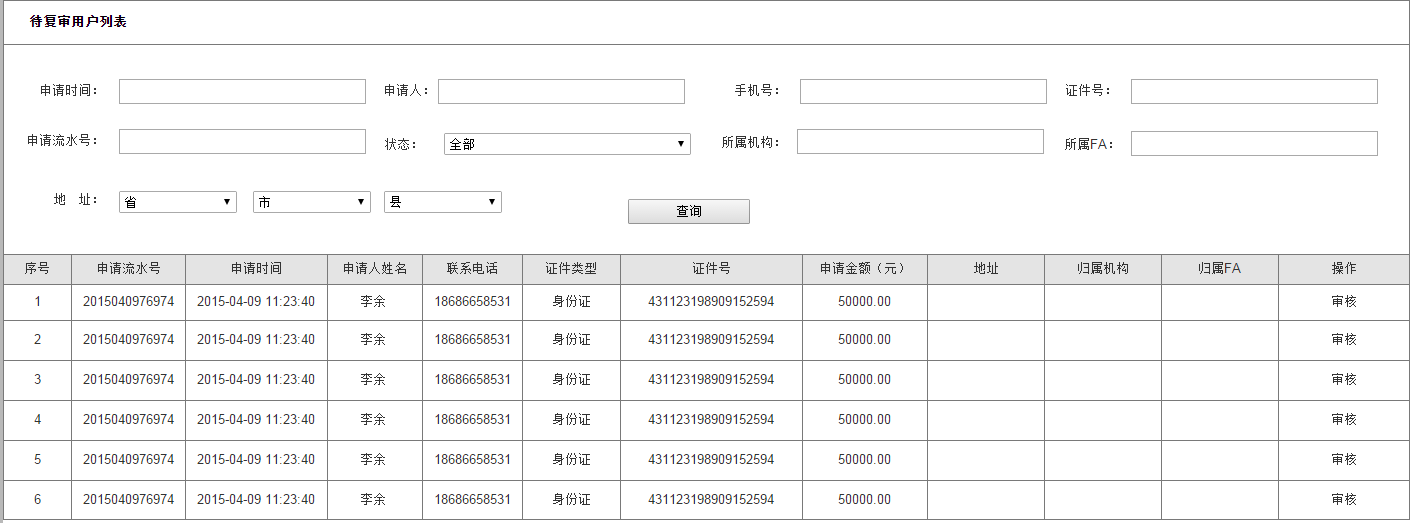 待复审用户列表
申请时间： 申请人： 手机号： 证件号：
申请流水号： 状态： 全部 所属机构： 所属FA：
地 址： 省 市 县 查询
序号 申请流水号 申请时间 申请人姓名 联系电话 证件类型 证件号 申请金额（元） 地址 归属机构 归属FA 操作
1 2015040976974 2015-04-09 11:23:40 李余 18686658531 身份证 431123198909152594 50000.00 审核
2 2015040976974 2015-04-09 11:23:40 李余 18686658531 身份证 431123198909152594 50000.00 审核
3 2015040976974 2015-04-09 11:23:40 李余 18686658531 身份证 431123198909152594 50000.00 审核
4 2015040976974 2015-04-09 11:23:40 李余 18686658531 身份证 431123198909152594 50000.00 审核
5 2015040976974 2015-04-09 11:23:40 李余 18686658531 身份证 431123198909152594 50000.00 审核
6 2015040976974 2015-04-09 11:23:40 李余 18686658531 身份证 431123198909152594 50000.00 审核